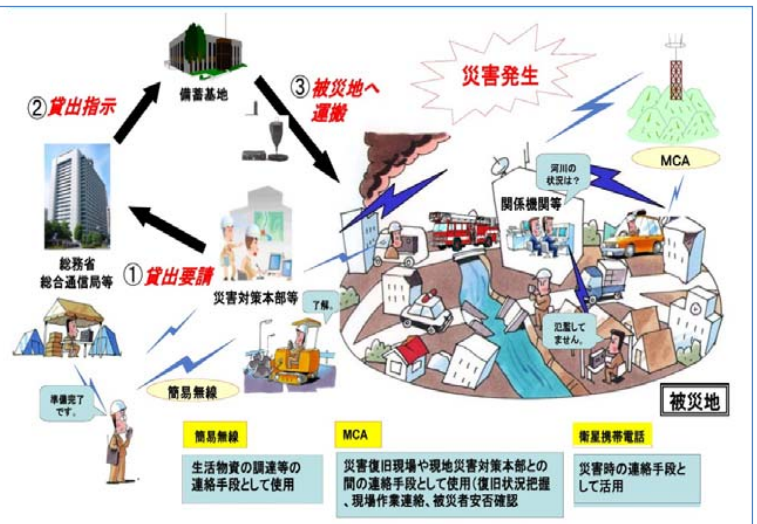 災害発生
備蓄基地
③被災地へ
運搬
②貸出指示
MCA
河川の
状況は？
関係機関等
総務省
総合通信局等
①貸出要請
災害対策本部等
了解。
氾濫して
ません。
簡易無線
準備完了
です。
被災地
簡易無線
生活物資の調達等の
連絡手段として使用
MCA
災害復旧現場や現地災害対策本部との
間の連絡手段として使用（復旧状況把握
、現場作業連絡、被災者安否確認
衛星携帯電話
災害時の連絡手段と
して活用